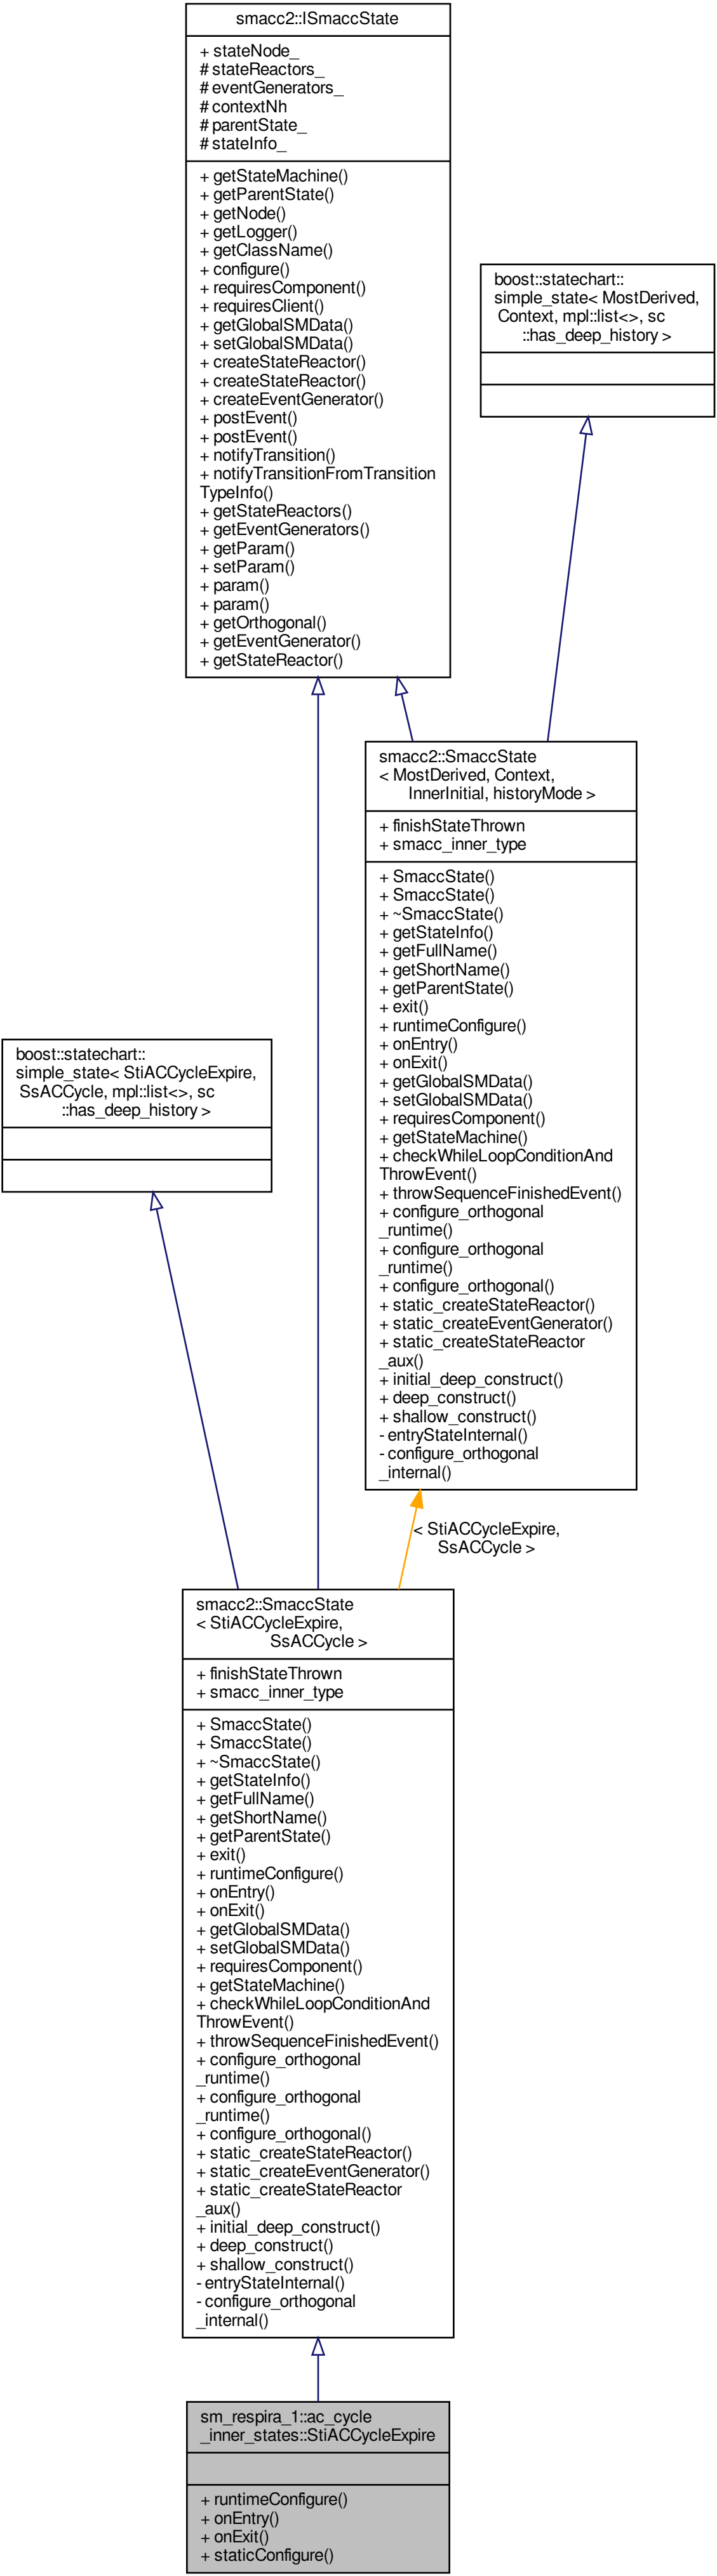 smacc2::ISmaccState
+ stateNode_
# stateReactors_
# eventGenerators_
# contextNh
# parentState_
# stateInfo_
+ getStateMachine()
+ getParentState()
+ getNode()
+ getLogger()
+ getClassName()
+ configure()
+ requiresComponent()
+ requiresClient()
+ getGlobalSMData()
+ setGlobalSMData()
+ createStateReactor()
+ createStateReactor()
+ createEventGenerator()
+ postEvent()
+ postEvent()
+ notifyTransition()
+ notifyTransitionFromTransition
TypeInfo()
+ getStateReactors()
+ getEventGenerators()
+ getParam()
+ setParam()
+ param()
+ param()
+ getOrthogonal()
+ getEventGenerator()
+ getStateReactor()
boost::statechart::
simple_state< MostDerived,
Context, mpl::list<>, sc
::has_deep_history >
smacc2::SmaccState
< MostDerived, Context,
InnerInitial, historyMode >
+ finishStateThrown
+ smacc_inner_type
+ SmaccState()
+ SmaccState()
+ ~SmaccState()
+ getStateInfo()
+ getFullName()
+ getShortName()
+ getParentState()
+ exit()
+ runtimeConfigure()
+ onEntry()
+ onExit()
+ getGlobalSMData()
+ setGlobalSMData()
+ requiresComponent()
+ getStateMachine()
+ checkWhileLoopConditionAnd
ThrowEvent()
+ throwSequenceFinishedEvent()
+ configure_orthogonal
_runtime()
+ configure_orthogonal
_runtime()
+ configure_orthogonal()
+ static_createStateReactor()
+ static_createEventGenerator()
+ static_createStateReactor
_aux()
+ initial_deep_construct()
+ deep_construct()
+ shallow_construct()
- entryStateInternal()
- configure_orthogonal
_internal()
boost::statechart::
simple_state< StiACCycleExpire,
SsACCycle, mpl::list<>, sc
::has_deep_history >
< StiACCycleExpire,
SsACCycle >
smacc2::SmaccState
< StiACCycleExpire,
SsACCycle >
+ finishStateThrown
+ smacc_inner_type
+ SmaccState()
+ SmaccState()
+ ~SmaccState()
+ getStateInfo()
+ getFullName()
+ getShortName()
+ getParentState()
+ exit()
+ runtimeConfigure()
+ onEntry()
+ onExit()
+ getGlobalSMData()
+ setGlobalSMData()
+ requiresComponent()
+ getStateMachine()
+ checkWhileLoopConditionAnd
ThrowEvent()
+ throwSequenceFinishedEvent()
+ configure_orthogonal
_runtime()
+ configure_orthogonal
_runtime()
+ configure_orthogonal()
+ static_createStateReactor()
+ static_createEventGenerator()
+ static_createStateReactor
_aux()
+ initial_deep_construct()
+ deep_construct()
+ shallow_construct()
- entryStateInternal()
- configure_orthogonal
_internal()
sm_respira_1::ac_cycle
_inner_states::StiACCycleExpire
+ runtimeConfigure()
+ onEntry()
+ onExit()
+ staticConfigure()